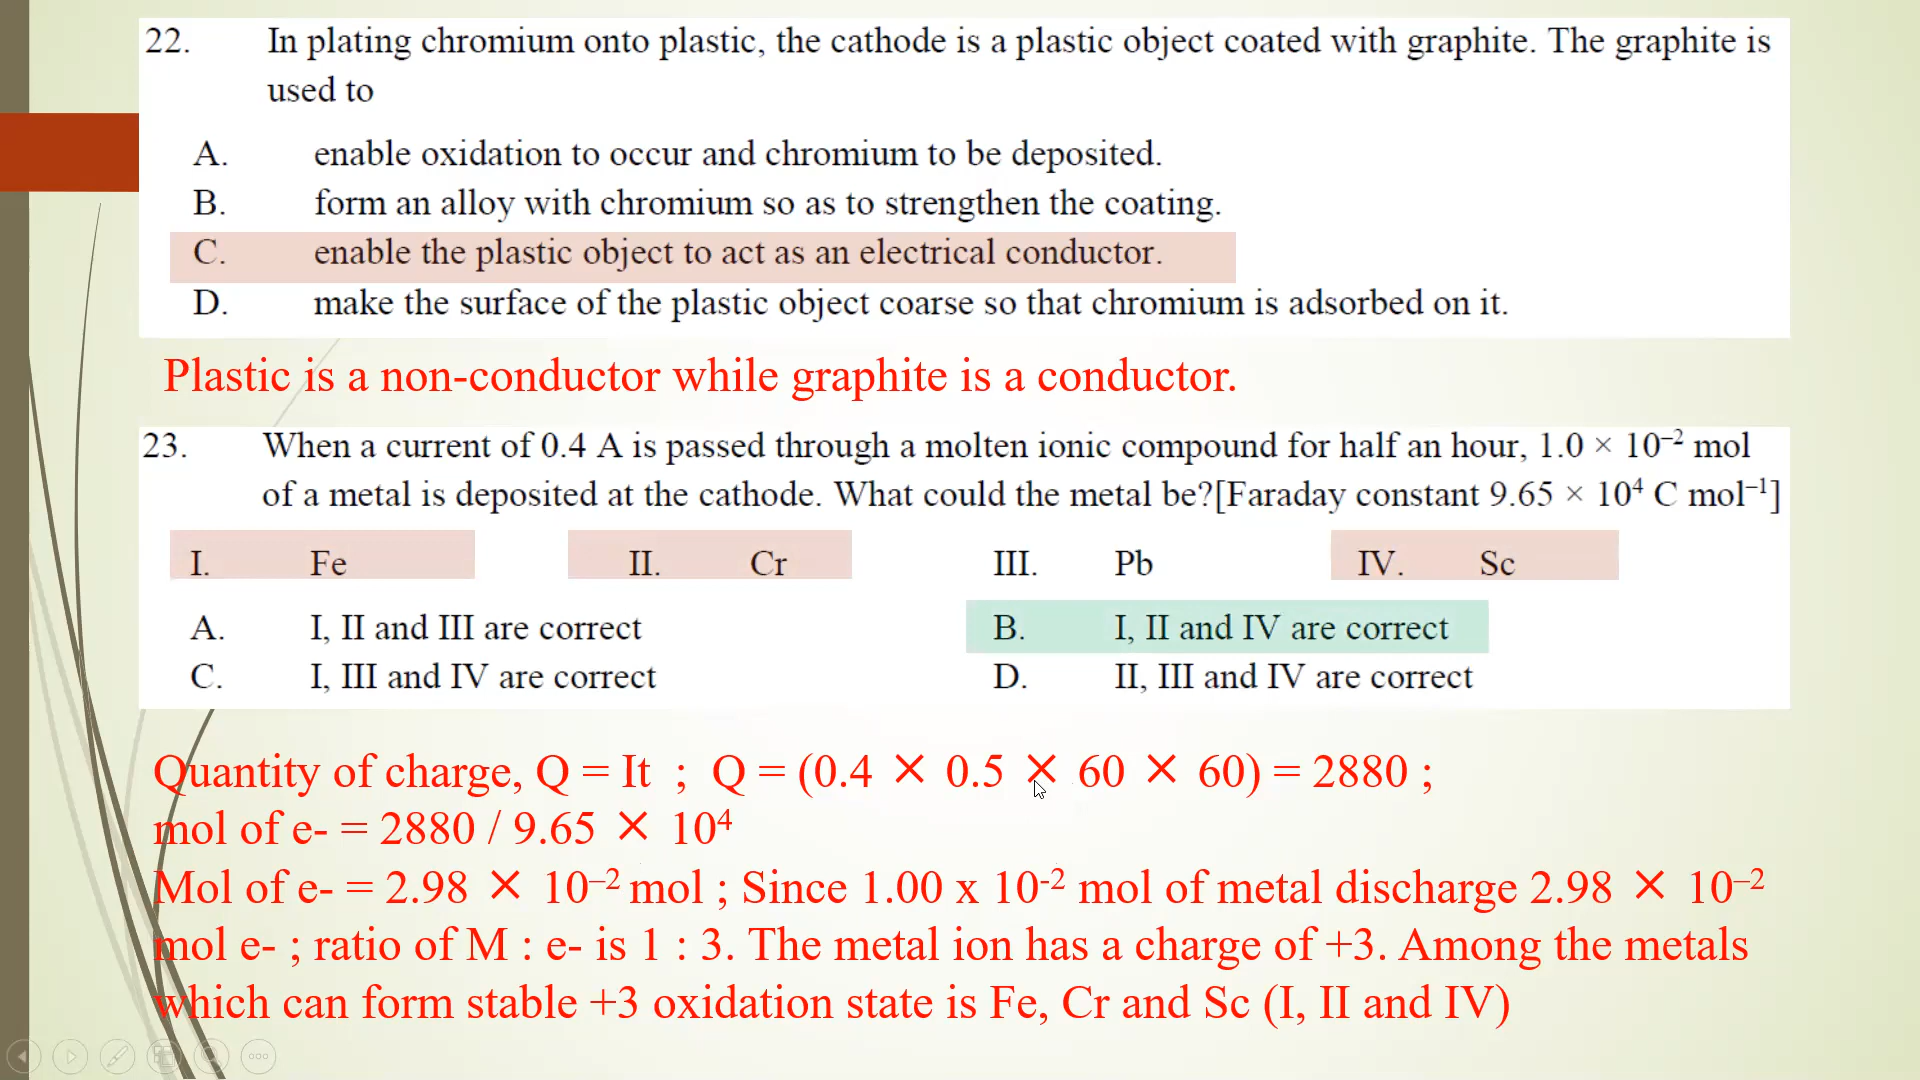 22. In plating chromium onto plastic, the cathode is a plastic object coated with graphite. The graphite is
used to
A. enable oxidation to occur and chromium to be deposited.
B. form an alloy with chromium so as to strengthen the coating.
C. enable the plastic object to act as an electrical conductor.
D. make the surface of the plastic object coarse so that chromium is adsorbed on it.
Plastic is a non-conductor while graphite is a conductor.
23. When a current of 0.4 A is passed through a molten ionic compound for half an hour, 1.0 × 10⁻² mol
of a metal is deposited at the cathode. What could the metal be?[Faraday constant 9.65 × 10⁴ C mol⁻¹]
I. Fe II. Cr III. Pb IV. Sc
A. I, II and III are correct B. I, II and IV are correct
C. I, III and IV are correct D. II, III and IV are correct
Quantity of charge, Q = It ; Q = (0.4 × 0.5 × 60 × 60) = 2880 ;
mol of e- = 2880 / 9.65 × 10⁴
Mol of e- = 2.98 × 10⁻² mol ; Since 1.00 x 10⁻² mol of metal discharge 2.98 × 10⁻²
mol e- ; ratio of M : e- is 1 : 3. The metal ion has a charge of +3. Among the metals
which can form stable +3 oxidation state is Fe, Cr and Sc (I, II and IV)